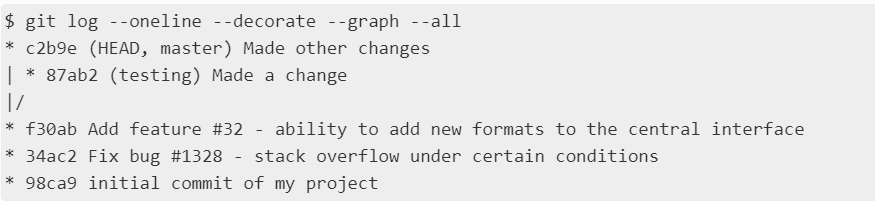 $ git log --oneline --decorate --graph --all
* c2b9e (HEAD, master) Made other changes
| * 87ab2 (testing) Made a change
|/
* f30ab Add feature #32 - ability to add new formats to the central interface
* 34ac2 Fix bug #1328 - stack overflow under certain conditions
* 98ca9 initial commit of my project